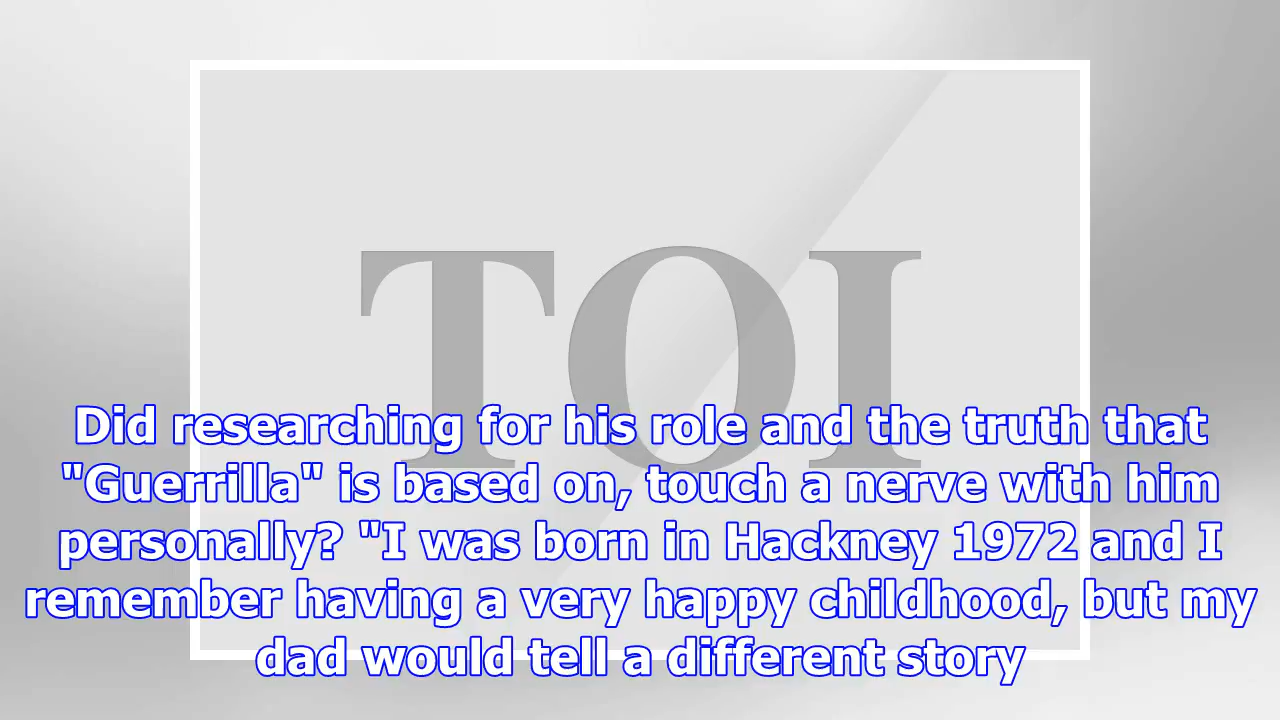 TOI
Did researching for his role and the truth that
"Guerrilla" is based on, touch a nerve with him
personally? "I was born in Hackney 1972 and I
remember having a very happy childhood, but my
dad would tell a different story